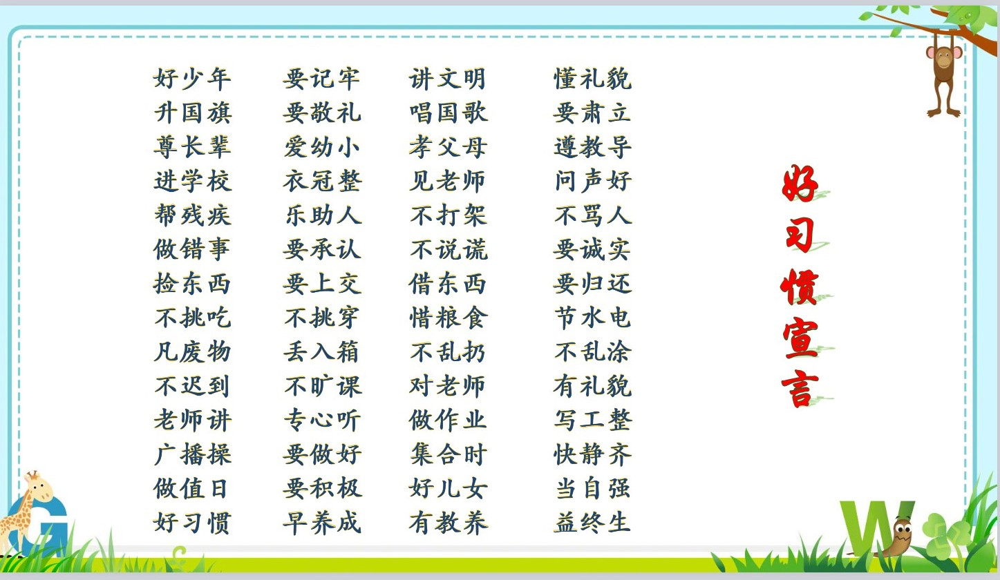 好少年 要记牢 讲文明 懂礼貌
升国旗 要敬礼 唱国歌 要肃立
尊长辈 爱幼小 孝父母 遵教导
进学校 衣冠整 见老师 问声好
帮残疾 乐助人 不打架 不骂人
做错事 要承认 不说谎 要诚实
捡东西 要上交 借东西 要归还
不挑吃 不挑穿 惜粮食 节水电
凡废物 丢入箱 不乱扔 不乱涂
不迟到 不旷课 对老师 有礼貌
老师讲 专心听 做作业 写工整
广播操 要做好 集合时 快静齐
做值日 要积极 好儿女 当自强
好习惯 早养成 有教养 益终生
好习惯宣言
G
W